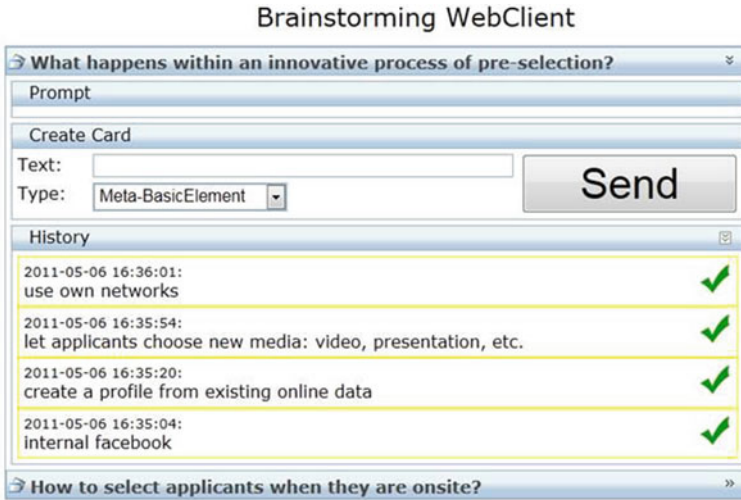 Brainstorming WebClient
What happens within an innovative process of pre-selection?
Prompt
Create Card
Text:
Send
Type: Meta-BasicElement
History
2011-05-06 16:36:01:
use own networks
2011-05-06 16:35:54:
let applicants choose new media: video, presentation, etc.
2011-05-06 16:35:20:
create a profile from existing online data
2011-05-06 16:35:04:
internal facebook
How to select applicants when they are onsite?